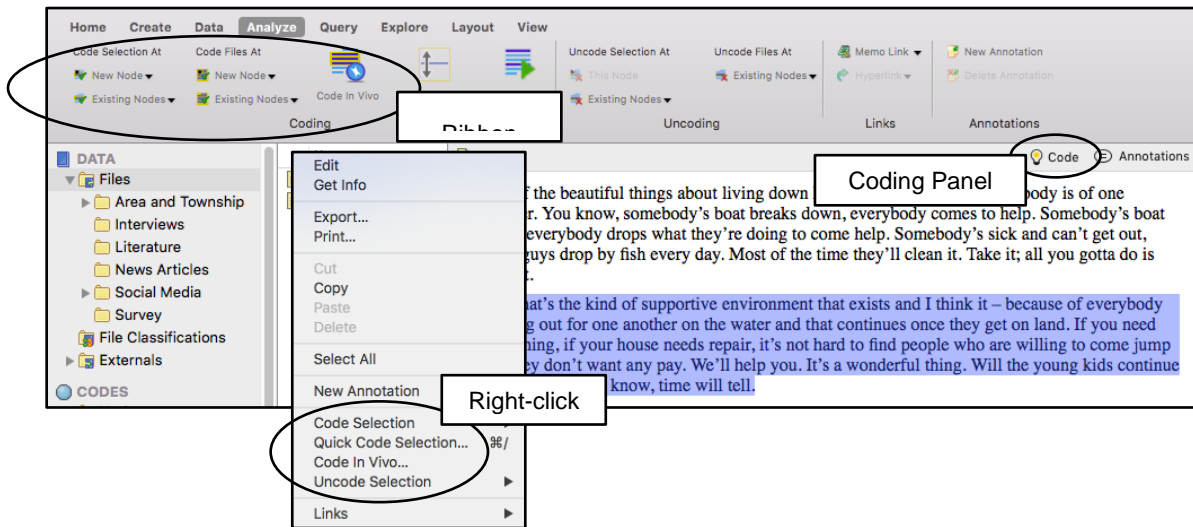 Home Create Data Analyze Query Explore Layout View
Code Selection At Code Files At Uncode Selection At Uncode Files At Memo Link New Annotation
New Node New Node This Node Existing Nodes Hyperlink Delete Annotation
Existing Nodes Existing Nodes Code In Vivo Existing Nodes
Coding Uncoding Links Annotations
Ribbon
DATA
Files
Area and Township
Interviews
Literature
News Articles
Social Media
Survey
File Classifications
Externals
CODES
Edit
Get Info
Export...
Print...
Cut
Copy
Paste
Delete
Select All
New Annotation
Code Selection
Quick Code Selection... ⌘/
Code In Vivo...
Uncode Selection
Links
Right-click
Code Annotations
Coding Panel
the beautiful things about living down body is of one
You know, somebody's boat breaks down, everybody comes to help. Somebody's boat
everybody drops what they're doing to come help. Somebody's sick and can't get out,
guys drop by fish every day. Most of the time they'll clean it. Take it; all you gotta do is
the kind of supportive environment that exists and I think it – because of everybody
out for one another on the water and that continues once they get on land. If you need
if your house needs repair, it's not hard to find people who are willing to come jump
don't want any pay. We'll help you. It's a wonderful thing. Will the young kids continue
know, time will tell.